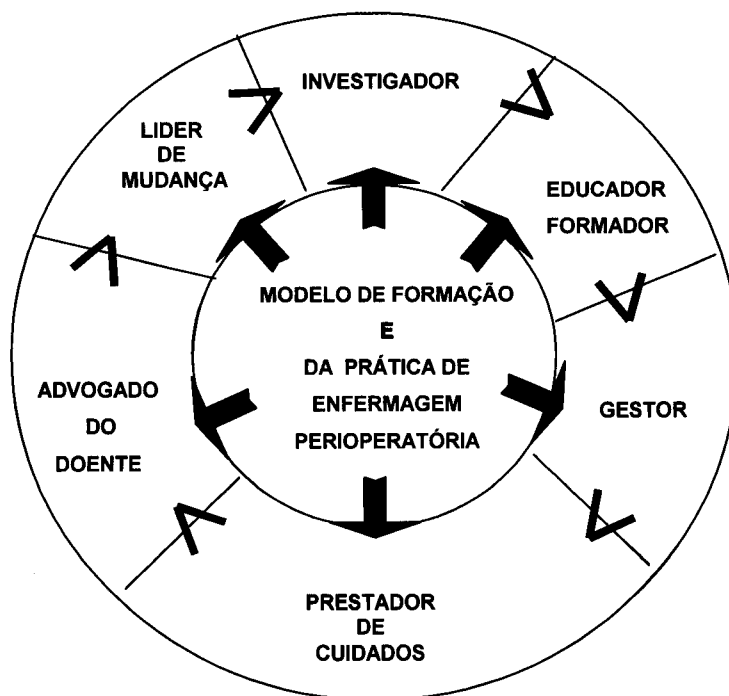 INVESTIGADOR
LIDER
DE
MUDANÇA
EDUCADOR
FORMADOR
MODELO DE FORMAÇÃO
E
DA PRÁTICA DE
ENFERMAGEM
PERIOPERATÓRIA
ADVOGADO
DO
DOENTE
GESTOR
PRESTADOR
DE
CUIDADOS